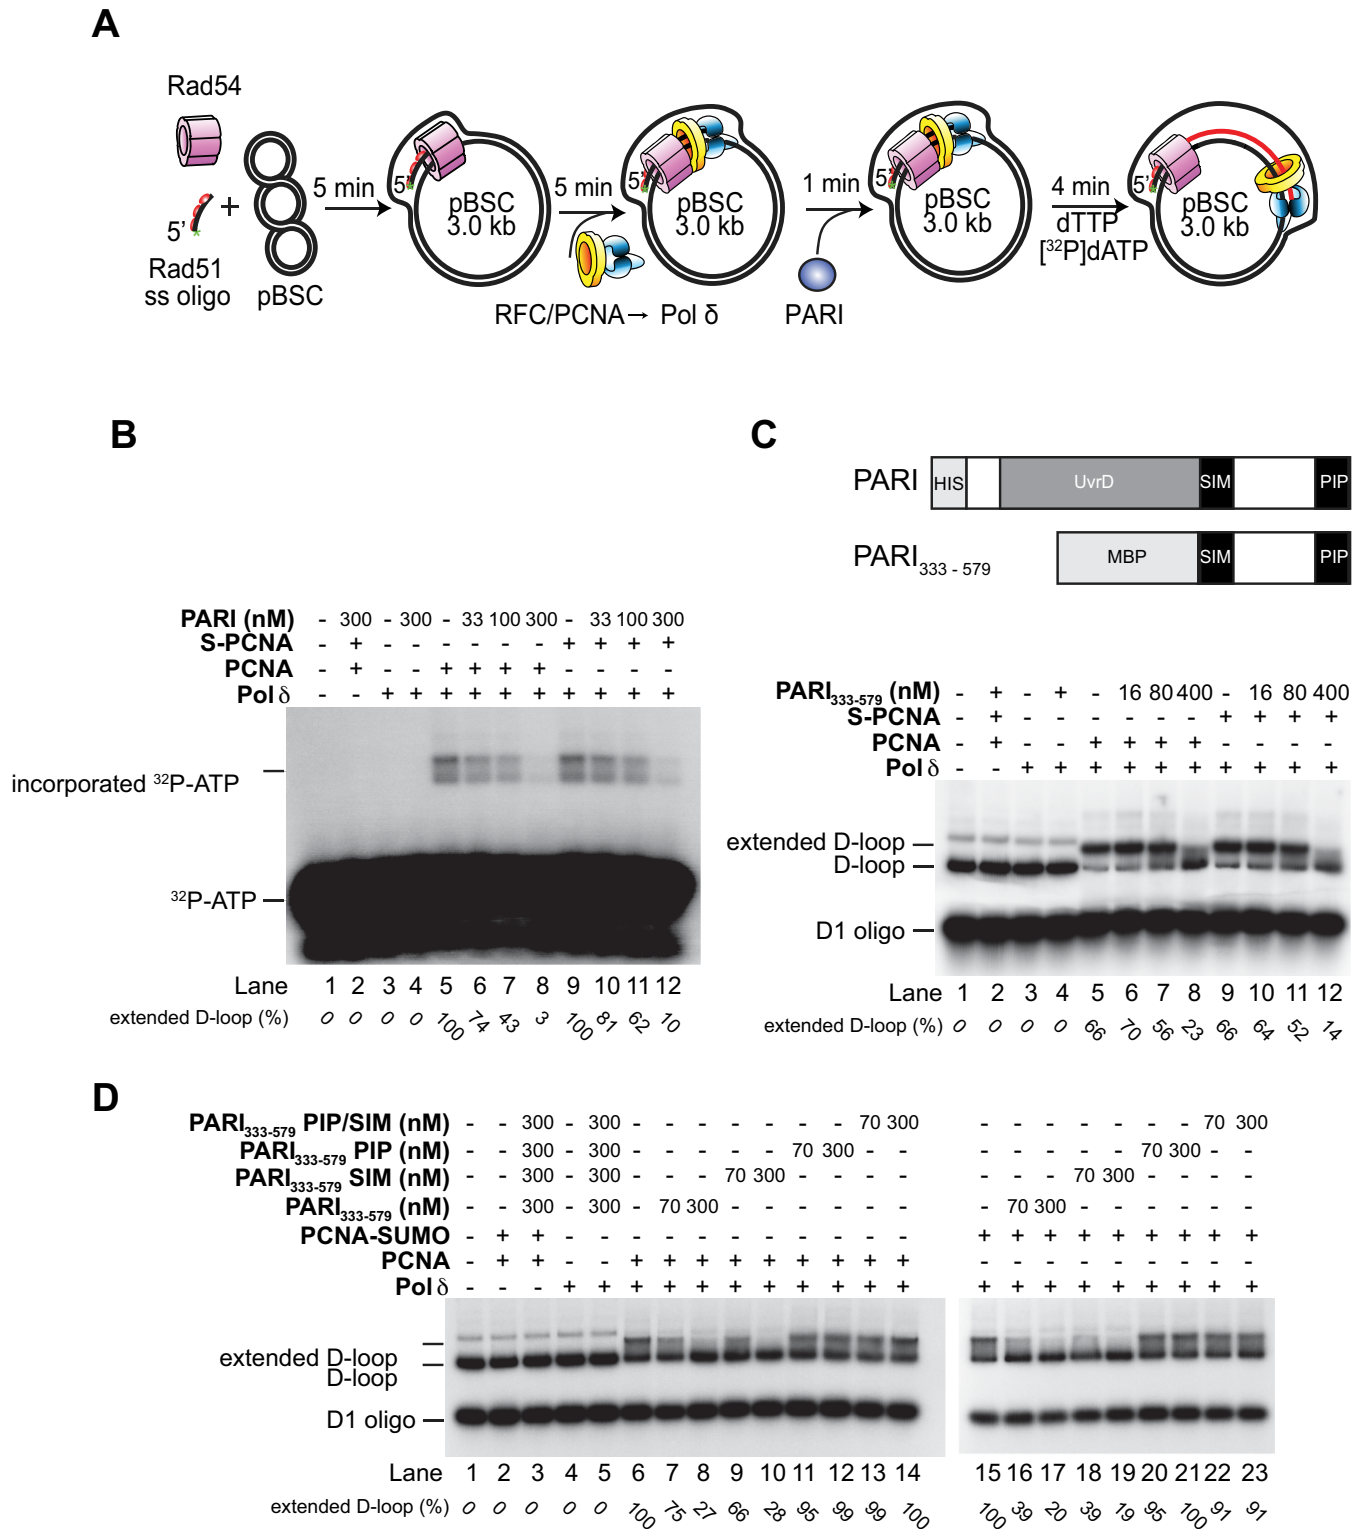 A
Rad54
5'
+
Rad51
ss oligo
pBSC
5 min
5'
pBSC
3.0 kb
5 min
RFC/PCNA→ Pol δ
5'
pBSC
3.0 kb
1 min
PARI
5'
pBSC
3.0 kb
4 min
dTTP
[32P]dATP
5'
pBSC
3.0 kb
B
PARI (nM) - 300 - 300 - 33 100 300 - 33 100 300
S-PCNA - + - - - - - - + + + +
PCNA - + - - + + + + - - - -
Pol δ - - + + + + + + + + + +
incorporated 32P-ATP
32P-ATP
Lane 1 2 3 4 5 6 7 8 9 10 11 12
extended D-loop (%) 0 0 0 0 100 74 43 3 100 81 62 10
C
PARI HIS UvrD SIM PIP
PARI333 - 579 MBP SIM PIP
PARI333-579 (nM) - + - + - 16 80 400 - 16 80 400
S-PCNA - + - - - - - - + + + +
PCNA - + - - + + + + - - - -
Pol δ - - + + + + + + + + + +
extended D-loop
D-loop
D1 oligo
Lane 1 2 3 4 5 6 7 8 9 10 11 12
extended D-loop (%) 0 0 0 0 66 70 56 23 66 64 52 14
D
PARI333-579 PIP/SIM (nM) - - 300 - 300 - - - - - - - 70 300 - - - - - - - 70 300
PARI333-579 PIP (nM) - - 300 - 300 - - - - - 70 300 - - - - - - - 70 300 - -
PARI333-579 SIM (nM) - - 300 - 300 - - - 70 300 - - - - - - - 70 300 - - - -
PARI333-579 (nM) - - 300 - 300 - 70 300 - - - - - - - 70 300 - - - - - -
PCNA-SUMO - + + - - - - - - - - - - - + + + + + + + + +
PCNA - + + - - + + + + + + + + + - - - - - - - - -
Pol δ - - - + + + + + + + + + + + + + + + + + + + +
extended D-loop
D-loop
D1 oligo
Lane 1 2 3 4 5 6 7 8 9 10 11 12 13 14 15 16 17 18 19 20 21 22 23
extended D-loop (%) 0 0 0 0 0 100 75 27 66 28 95 99 99 100 100 39 20 39 19 95 100 91 91